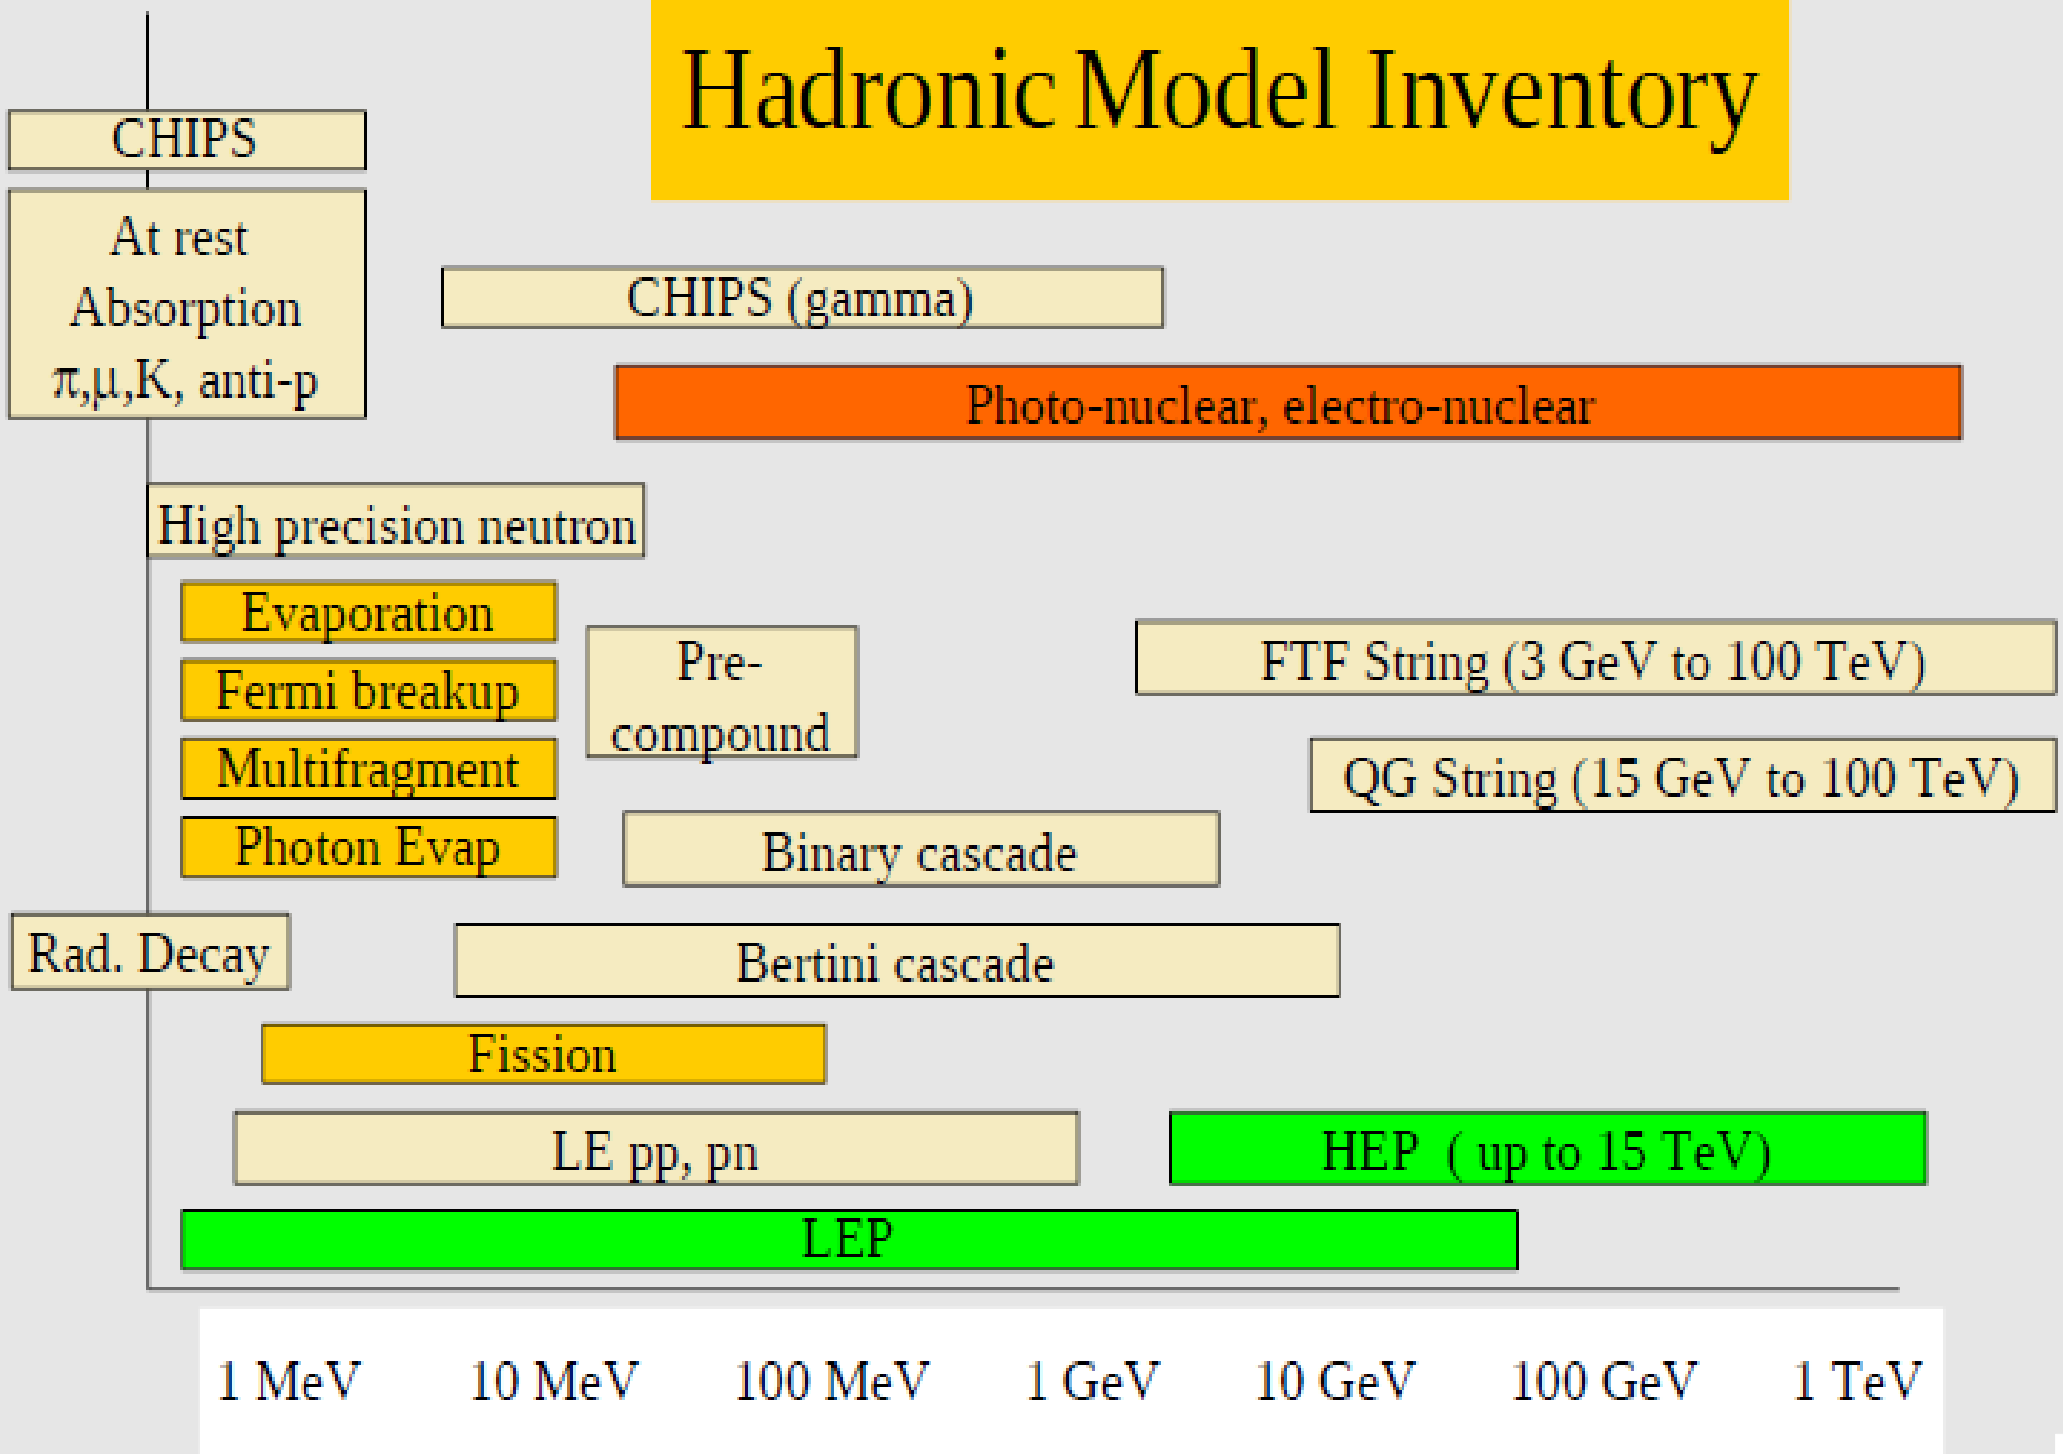 Hadronic Model Inventory
CHIPS
At rest
Absorption
π,μ,K, anti-p
CHIPS (gamma)
Photo-nuclear, electro-nuclear
High precision neutron
Evaporation
Fermi breakup
Multifragment
Photon Evap
Pre-
compound
FTF String (3 GeV to 100 TeV)
QG String (15 GeV to 100 TeV)
Binary cascade
Rad. Decay
Bertini cascade
Fission
LE pp, pn
HEP ( up to 15 TeV)
LEP
1 MeV 10 MeV 100 MeV 1 GeV 10 GeV 100 GeV 1 TeV